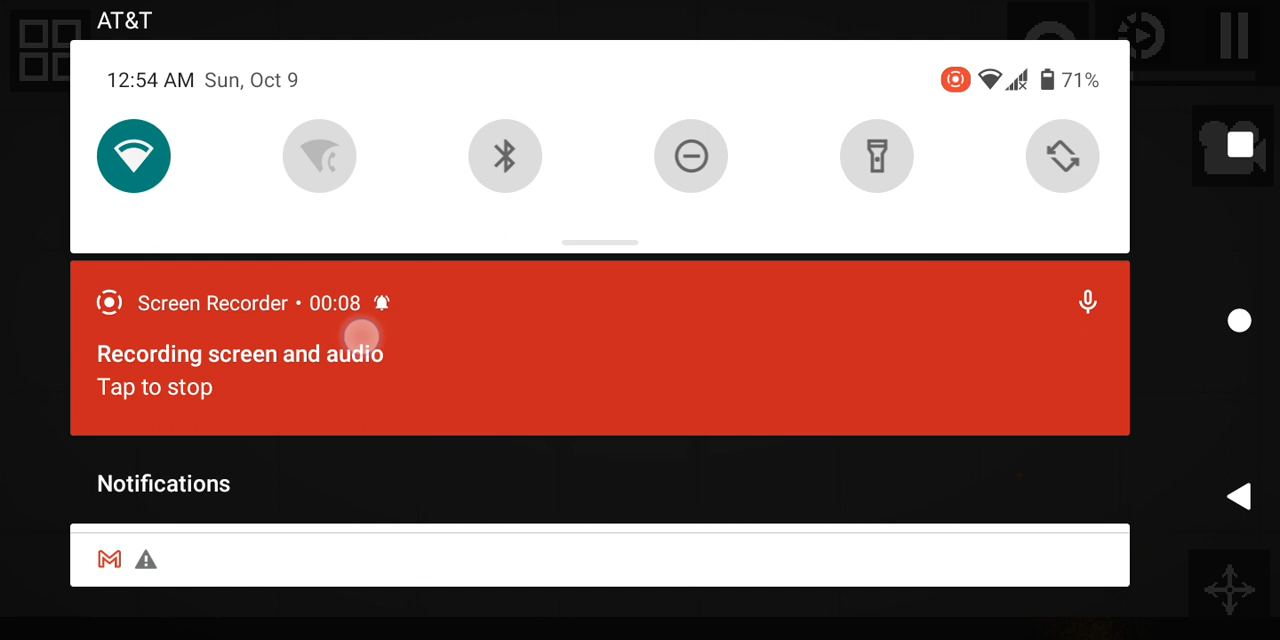 AT&T
12:54 AM Sun, Oct 9 71%
Screen Recorder • 00:08
Recording screen and audio
Tap to stop
Notifications